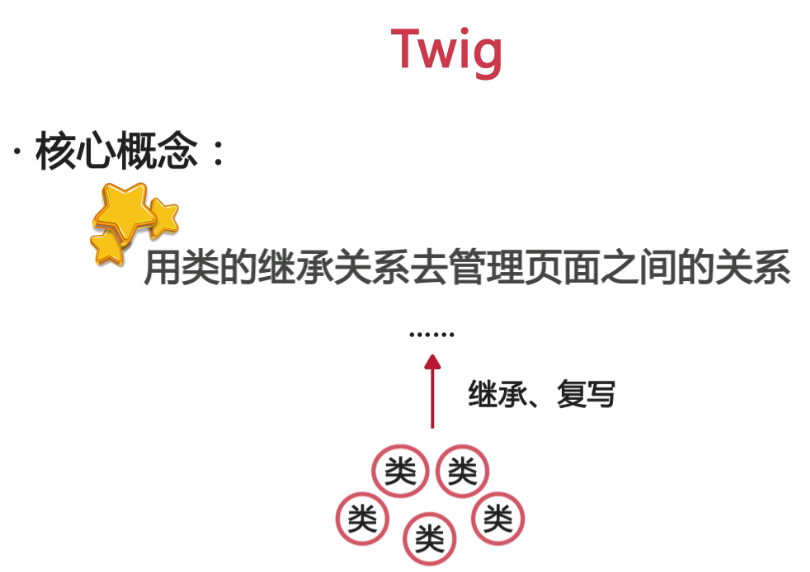 Twig
· 核心概念：
用类的继承关系去管理页面之间的关系
……
继承、复写
类 类
类 类 类